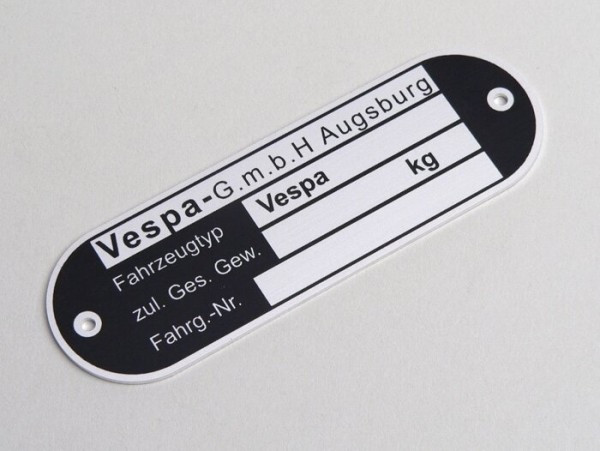 Vespa-G.m.b.H Augsburg
Fahrzeugtyp Vespa
zul. Ges. Gew. kg
Fahrg.-Nr.